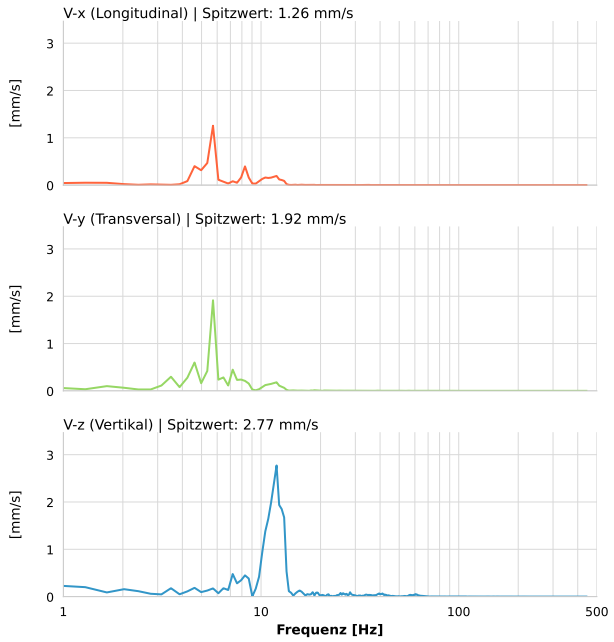 V-x (Longitudinal) | Spitzwert: 1.26 mm/s
3
2
1
0
[mm/s]
V-y (Transversal) | Spitzwert: 1.92 mm/s
3
2
1
0
[mm/s]
V-z (Vertikal) | Spitzwert: 2.77 mm/s
3
2
1
0
[mm/s]
1 10 100 500
Frequenz [Hz]